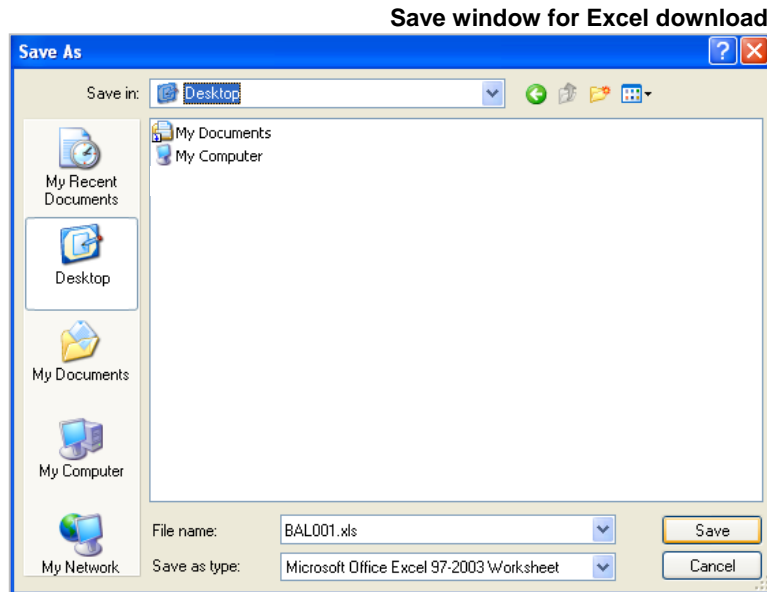 Save window for Excel download
Save As
Save in:
Desktop
My Documents
My Computer
My Recent
Documents
Desktop
My Documents
My Computer
My Network
File name:
BAL001.xls
Save
Save as type:
Microsoft Office Excel 97-2003 Worksheet
Cancel